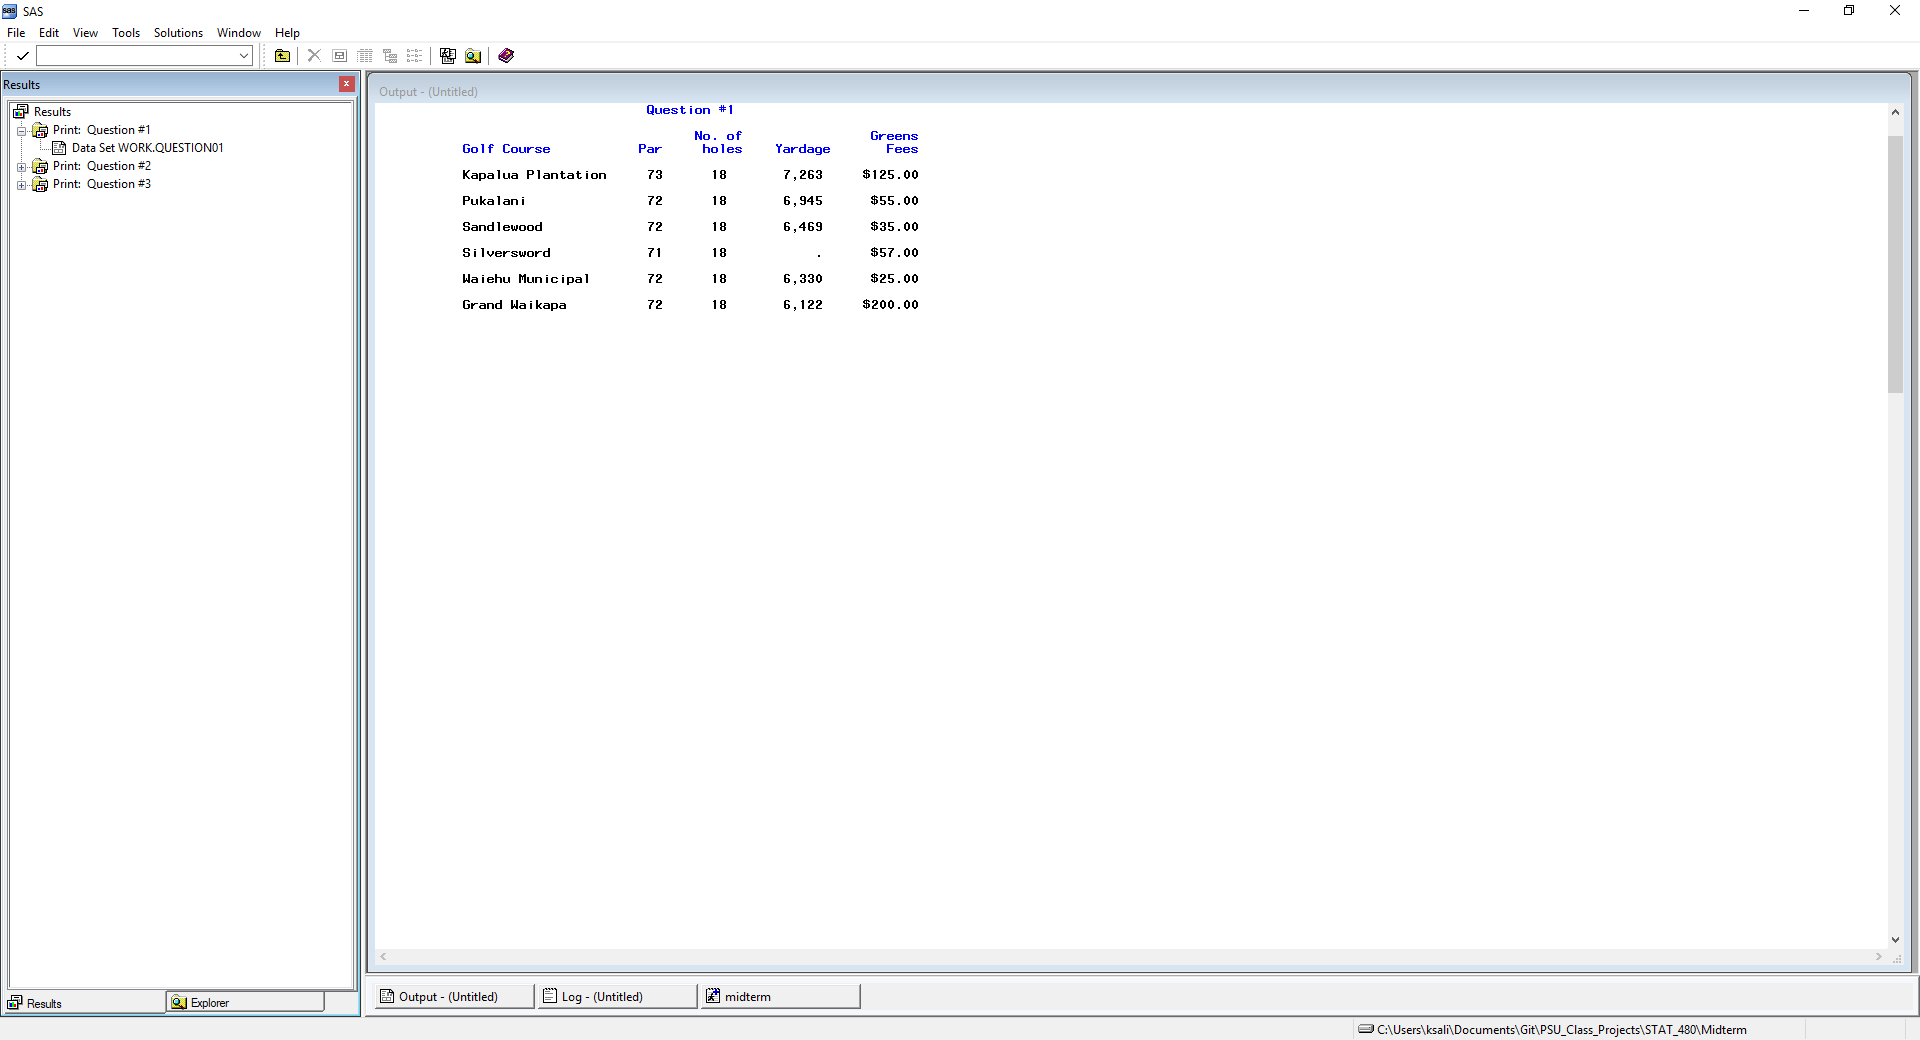 SAS
File Edit View Tools Solutions Window Help
Results
Results
Print: Question #1
Data Set WORK.QUESTION01
Print: Question #2
Print: Question #3
Output - (Untitled)
Question #1
No. of Greens
Golf Course Par holes Yardage Fees
Kapalua Plantation 73 18 7,263 $125.00
Pukalani 72 18 6,945 $55.00
Sandlewood 72 18 6,469 $35.00
Silversword 71 18 . $57.00
Waiehu Municipal 72 18 6,330 $25.00
Grand Waikapa 72 18 6,122 $200.00
Results Explorer
Output - (Untitled) Log - (Untitled) midterm
C:\Users\ksali\Documents\Git\PSU_Class_Projects\STAT_480\Midterm